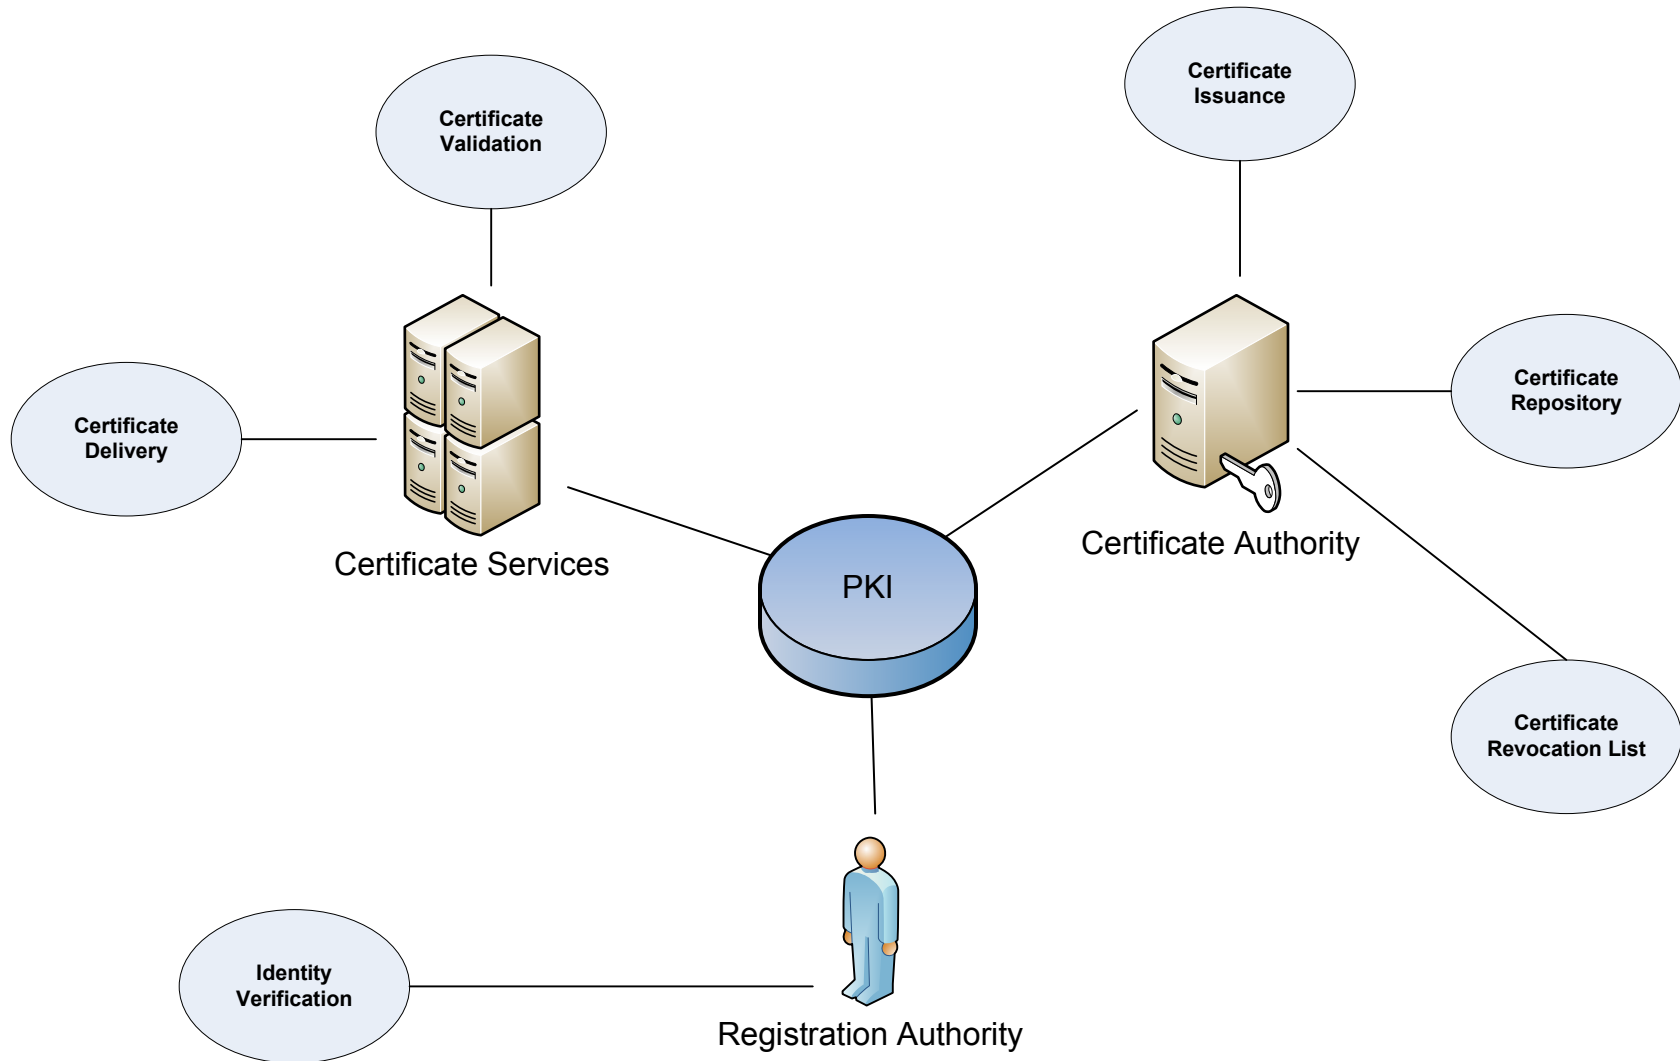 Certificate
Issuance
Certificate
Validation
Certificate
Repository
Certificate
Delivery
Certificate Authority
Certificate Services
PKI
Certificate
Revocation List
Identity
Verification
Registration Authority